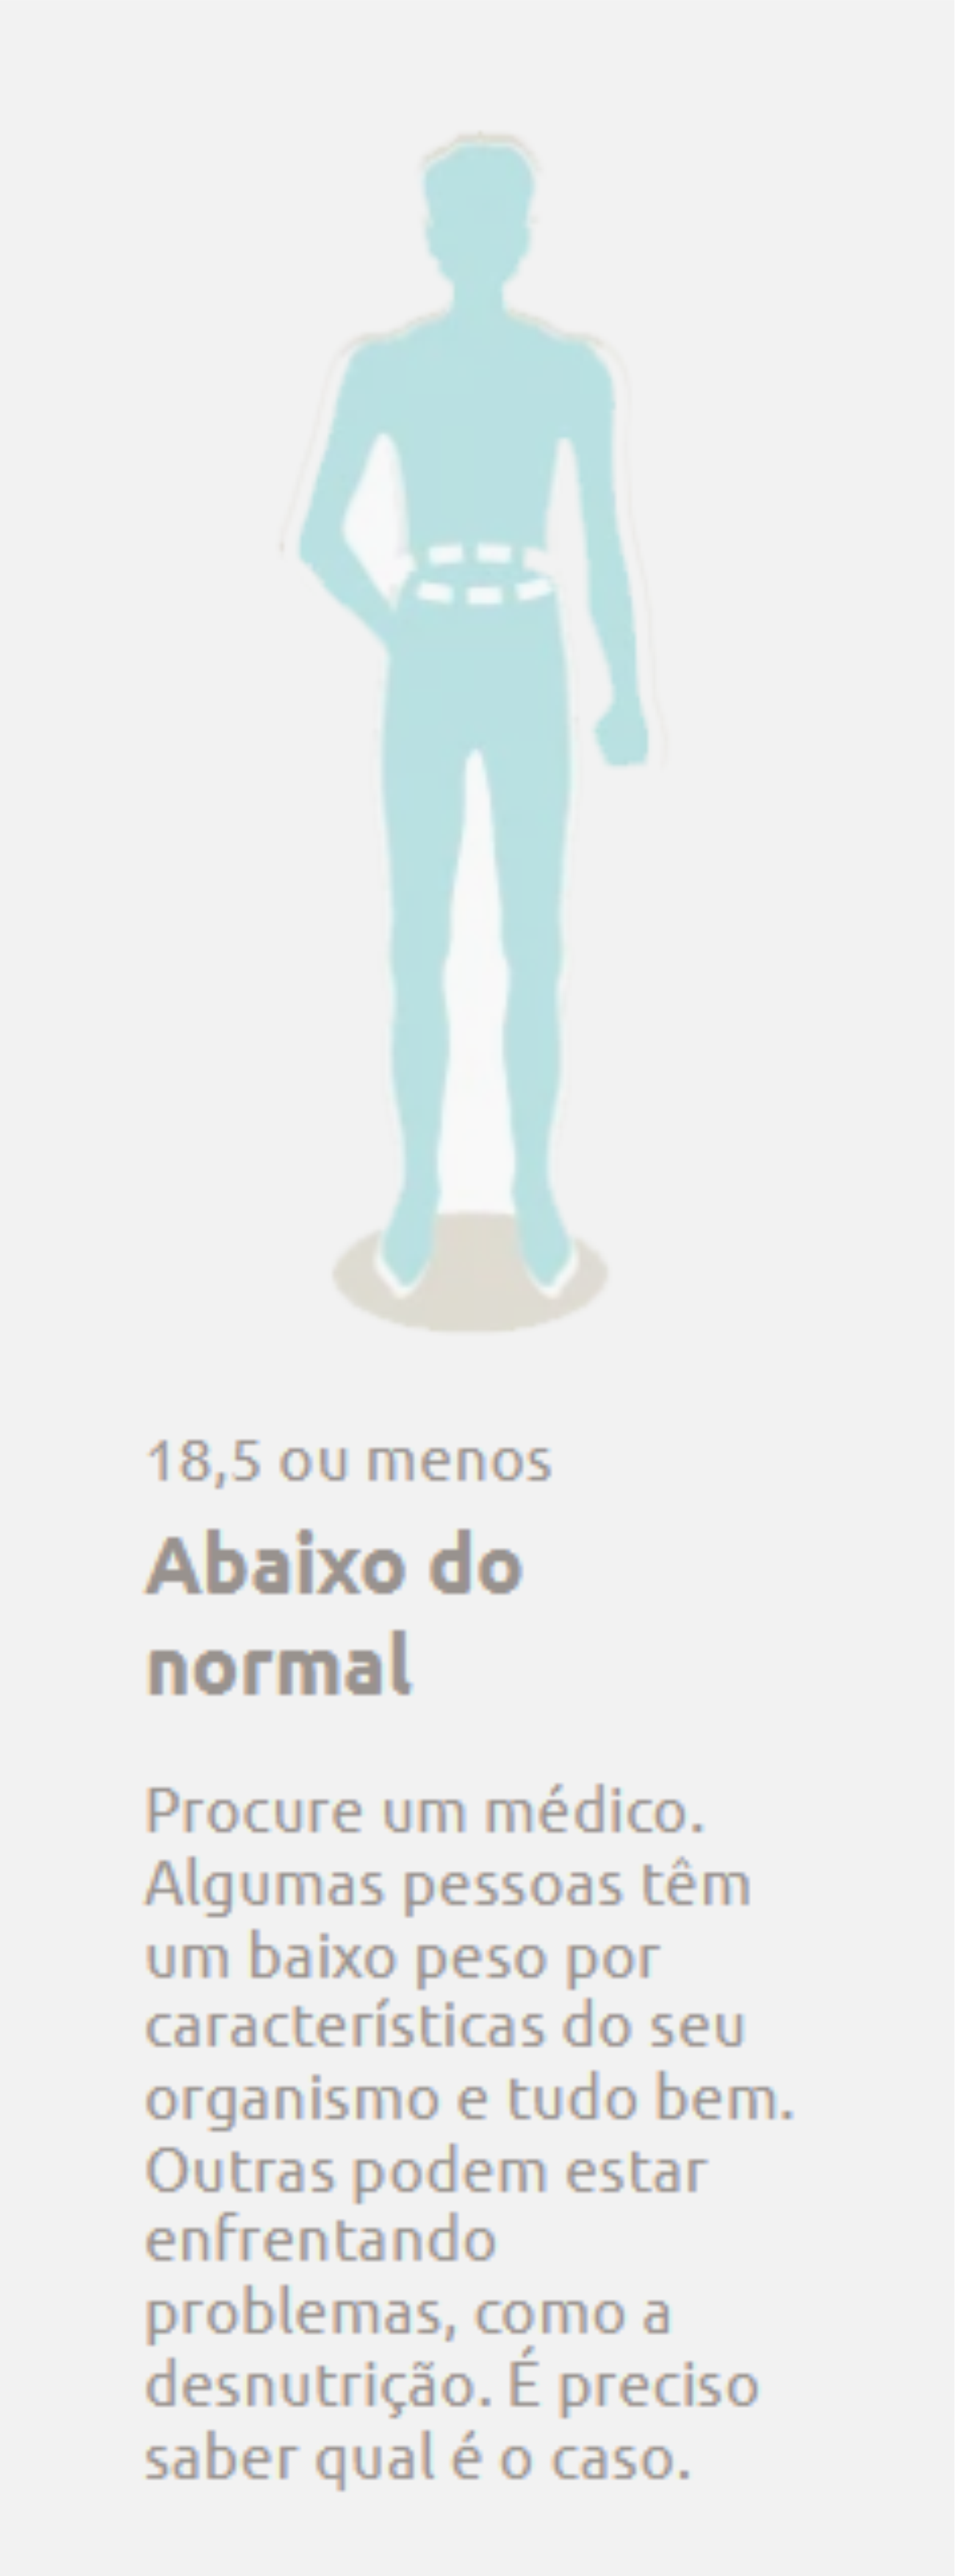 18,5 ou menos
Abaixo do
normal
Procure um médico.
Algumas pessoas têm
um baixo peso por
características do seu
organismo e tudo bem.
Outras podem estar
enfrentando
problemas, como a
desnutrição. É preciso
saber qual é o caso.